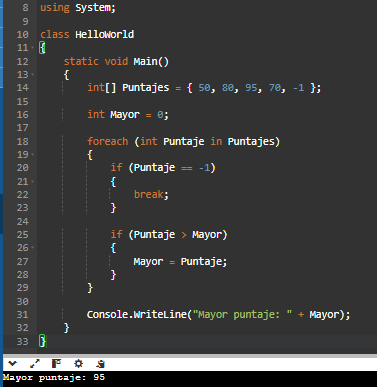 8 using System;
9
10 class HelloWorld
11 {
12     static void Main()
13     {
14         int[] Puntajes = { 50, 80, 95, 70, -1 };
15
16         int Mayor = 0;
17
18         foreach (int Puntaje in Puntajes)
19         {
20             if (Puntaje == -1)
21             {
22                 break;
23             }
24
25             if (Puntaje > Mayor)
26             {
27                 Mayor = Puntaje;
28             }
29         }
30
31         Console.WriteLine("Mayor puntaje: " + Mayor);
32     }
33 }
Mayor puntaje: 95